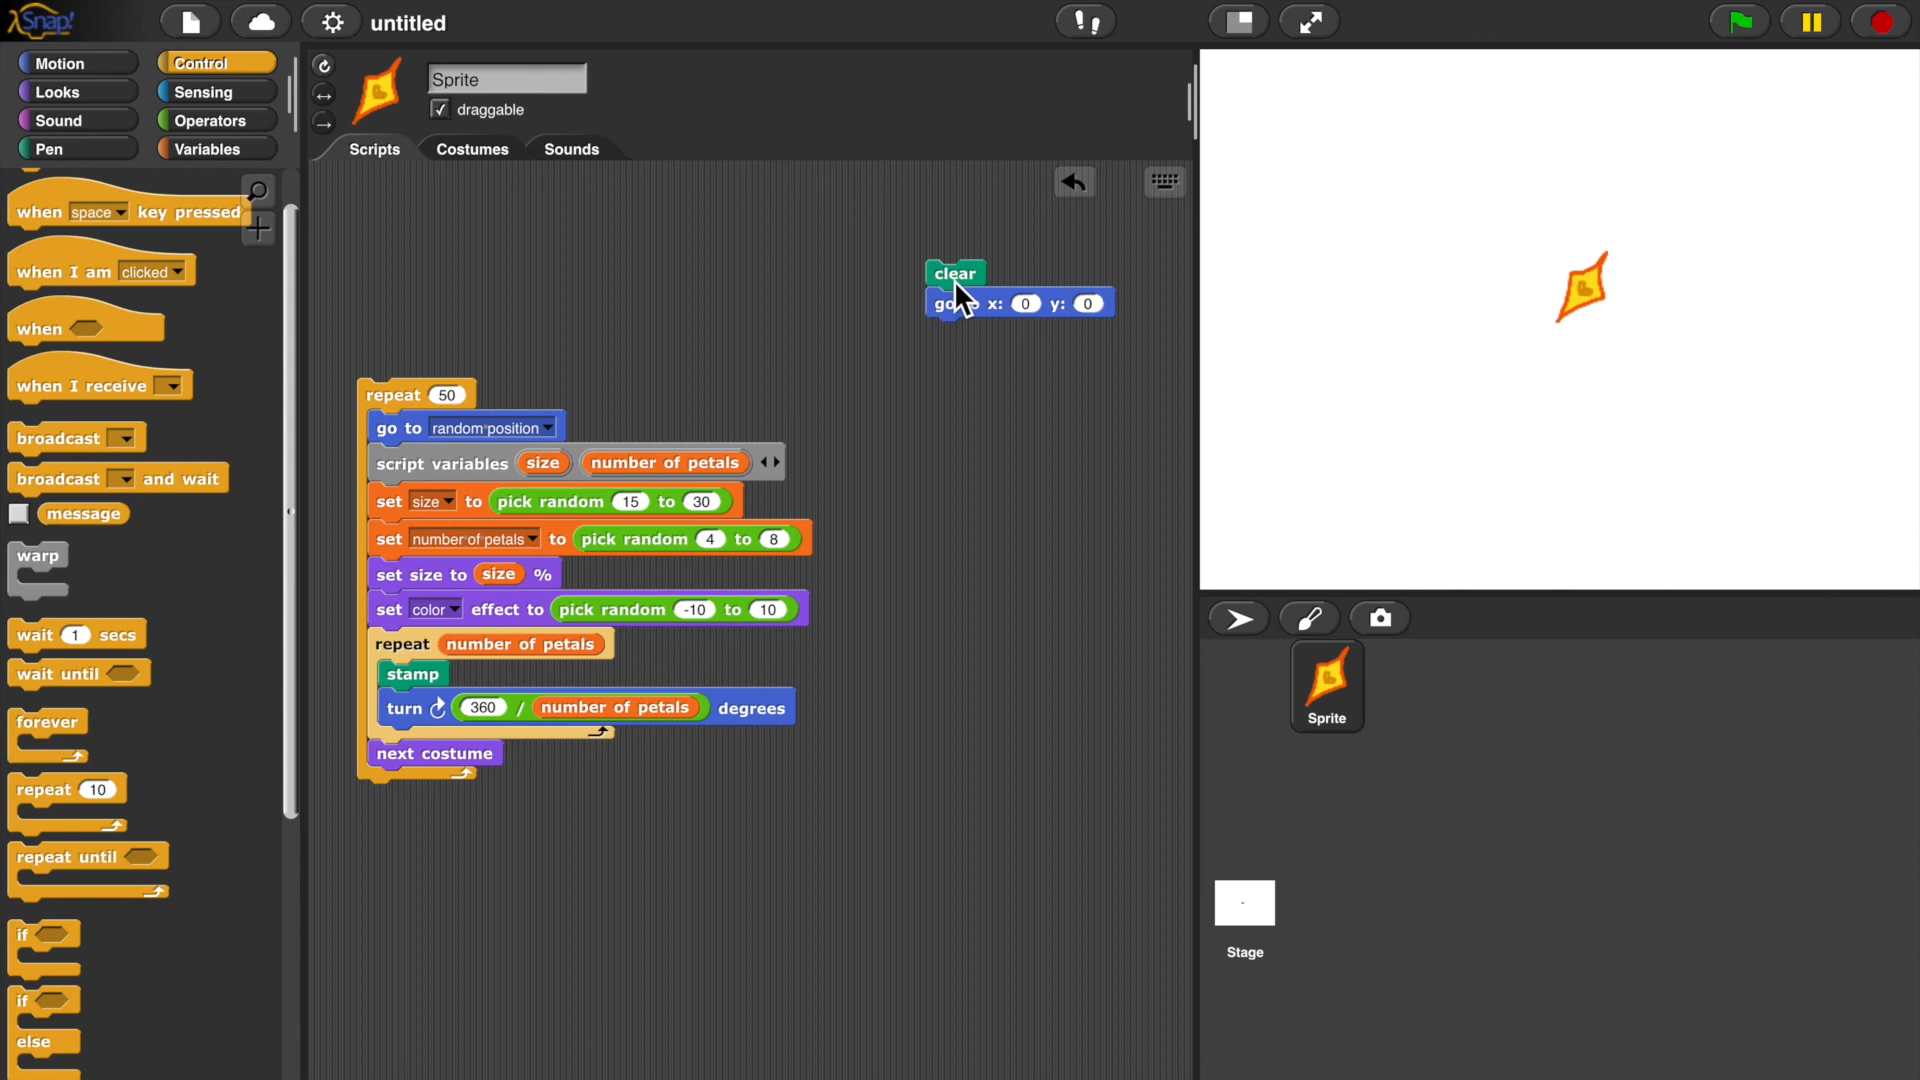 Snap!
untitled
Motion
Control
Looks
Sensing
Sound
Operators
Pen
Variables
when space key pressed
when I am clicked
when
when I receive
broadcast
broadcast and wait
message
warp
wait 1 secs
wait until
forever
repeat 10
repeat until
if
if
else
Sprite
draggable
Scripts
Costumes
Sounds
clear
go x: 0 y: 0
repeat 50
go to random position
script variables size number of petals
set size to pick random 15 to 30
set number of petals to pick random 4 to 8
set size to size %
set color effect to pick random -10 to 10
repeat number of petals
stamp
turn 360 / number of petals degrees
next costume
Sprite
Stage